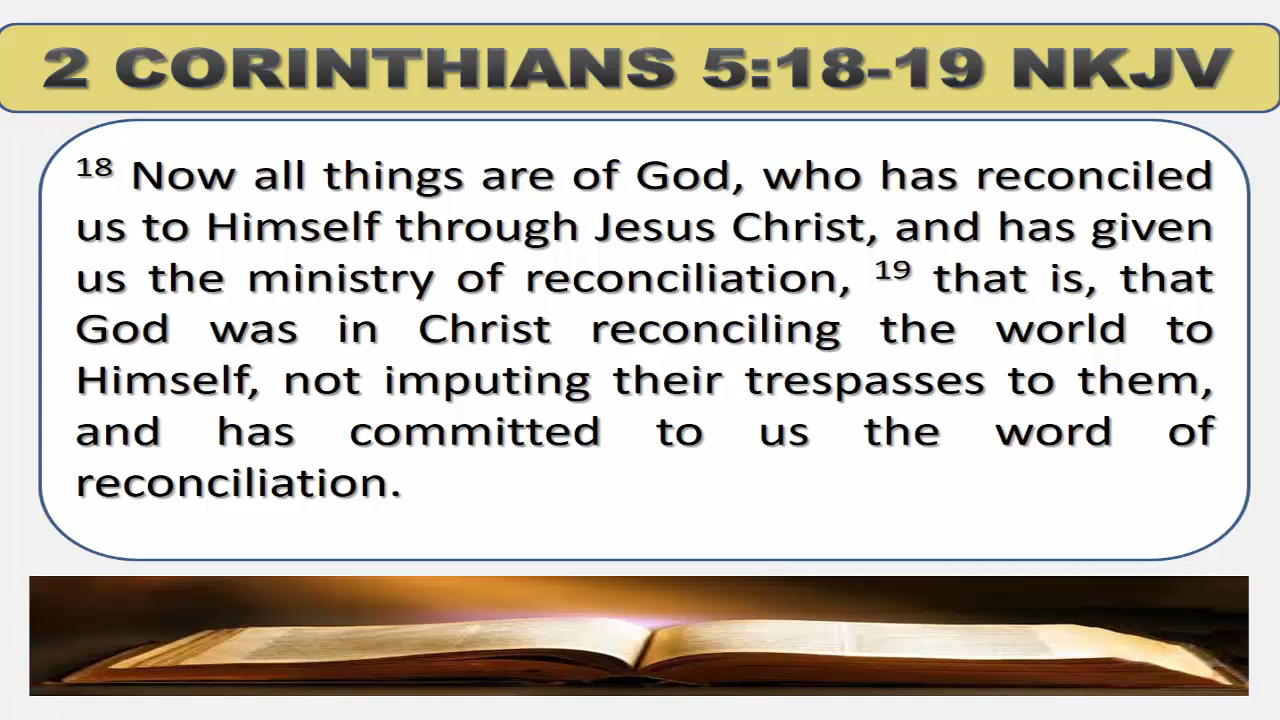 2 CORINTHIANS 5:18-19 NKJV
18 Now all things are of God, who has reconciled
us to Himself through Jesus Christ, and has given
us the ministry of reconciliation, 19 that is, that
God was in Christ reconciling the world to
Himself, not imputing their trespasses to them,
and has committed to us the word of
reconciliation.